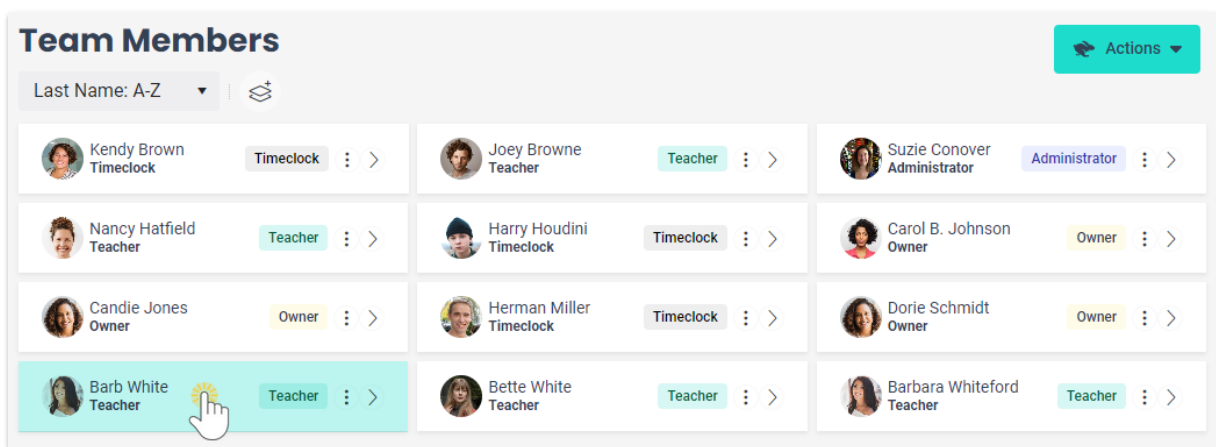 Team Members
Actions
Last Name: A-Z
Kendy Brown
Timeclock
Timeclock
Joey Browne
Teacher
Teacher
Suzie Conover
Administrator
Administrator
Nancy Hatfield
Teacher
Teacher
Harry Houdini
Timeclock
Timeclock
Carol B. Johnson
Owner
Owner
Candie Jones
Owner
Owner
Herman Miller
Timeclock
Timeclock
Dorie Schmidt
Owner
Owner
Barb White
Teacher
Teacher
Bette White
Teacher
Teacher
Barbara Whiteford
Teacher
Teacher